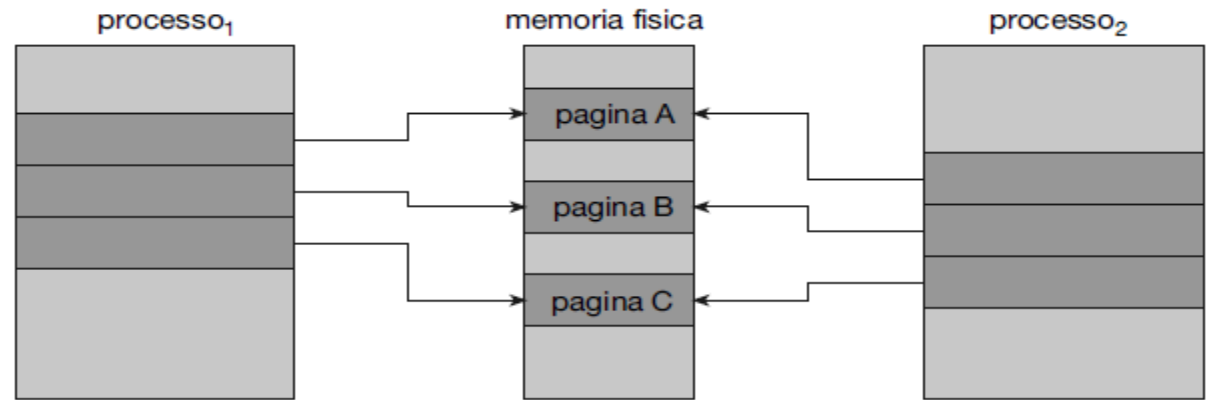 processo₁
memoria fisica
processo₂
pagina A
pagina B
pagina C